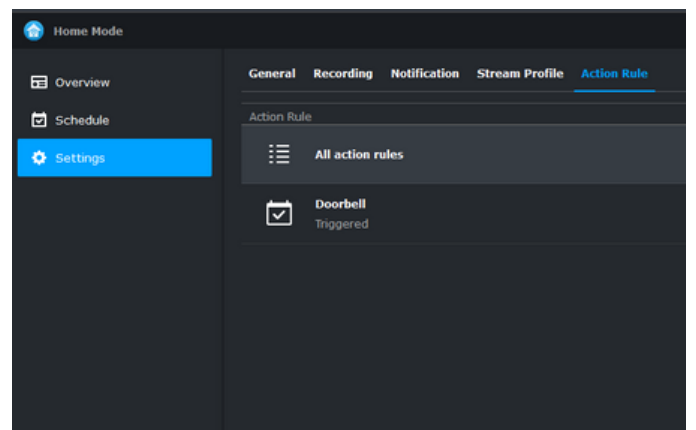 Home Mode
Overview
Schedule
Settings
General Recording Notification Stream Profile Action Rule
Action Rule
All action rules
Doorbell
Triggered